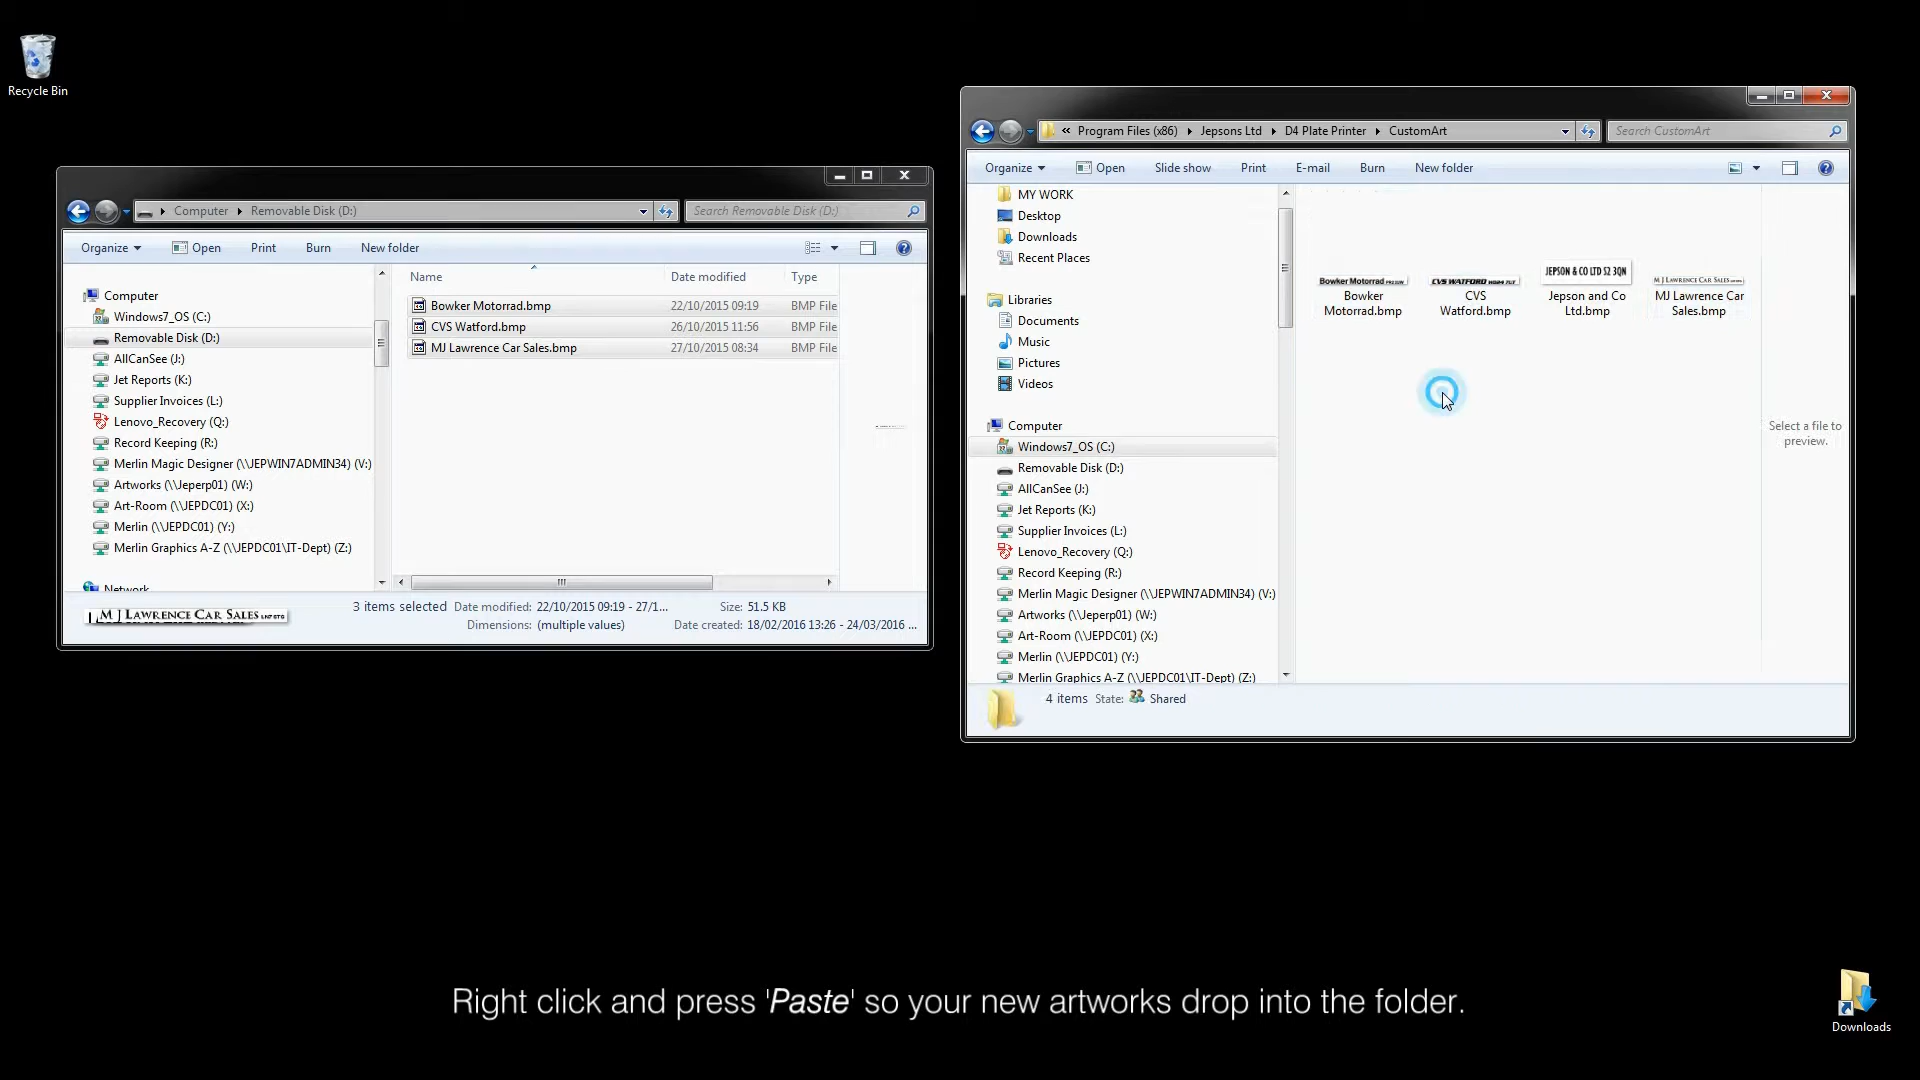 Recycle Bin
Computer Removable Disk (D:)
Search Removable Disk (D:)
Organize Open Print Burn New folder
Computer
Windows7_OS (C:)
Removable Disk (D:)
AllCanSee (J:)
Jet Reports (K:)
Supplier Invoices (L:)
Lenovo_Recovery (Q:)
Record Keeping (R:)
Merlin Magic Designer (\\JEPWIN7ADMIN34) (V:)
Artworks (\\Jeperp01) (W:)
Art-Room (\\JEPDC01) (X:)
Merlin (\\JEPDC01) (Y:)
Merlin Graphics A-Z (\\JEPDC01\IT-Dept) (Z:)
Network
Name Date modified Type
Bowker Motorrad.bmp 22/10/2015 09:19 BMP File
CVS Watford.bmp 26/10/2015 11:56 BMP File
MJ Lawrence Car Sales.bmp 27/10/2015 08:34 BMP File
M J LAWRENCE CAR SALES
3 items selected Date modified: 22/10/2015 09:19 - 27/1... Size: 51.5 KB
Dimensions: (multiple values) Date created: 18/02/2016 13:26 - 24/03/2016 ...
« Program Files (x86) Jepsons Ltd D4 Plate Printer CustomArt
Search CustomArt
Organize Open Slide show Print E-mail Burn New folder
MY WORK
Desktop
Downloads
Recent Places
Libraries
Documents
Music
Pictures
Videos
Computer
Windows7_OS (C:)
Removable Disk (D:)
AllCanSee (J:)
Jet Reports (K:)
Supplier Invoices (L:)
Lenovo_Recovery (Q:)
Record Keeping (R:)
Merlin Magic Designer (\\JEPWIN7ADMIN34) (V:)
Artworks (\\Jeperp01) (W:)
Art-Room (\\JEPDC01) (X:)
Merlin (\\JEPDC01) (Y:)
Merlin Graphics A-Z (\\JEPDC01\IT-Dept) (Z:)
Bowker Motorrad
Bowker
Motorrad.bmp
CVS WATFORD
CVS
Watford.bmp
JEPSON & CO LTD S2 3QN
Jepson and Co
Ltd.bmp
M J LAWRENCE CAR SALES
MJ Lawrence Car
Sales.bmp
Select a file to
preview.
4 items State: Shared
Right click and press 'Paste' so your new artworks drop into the folder.
Downloads